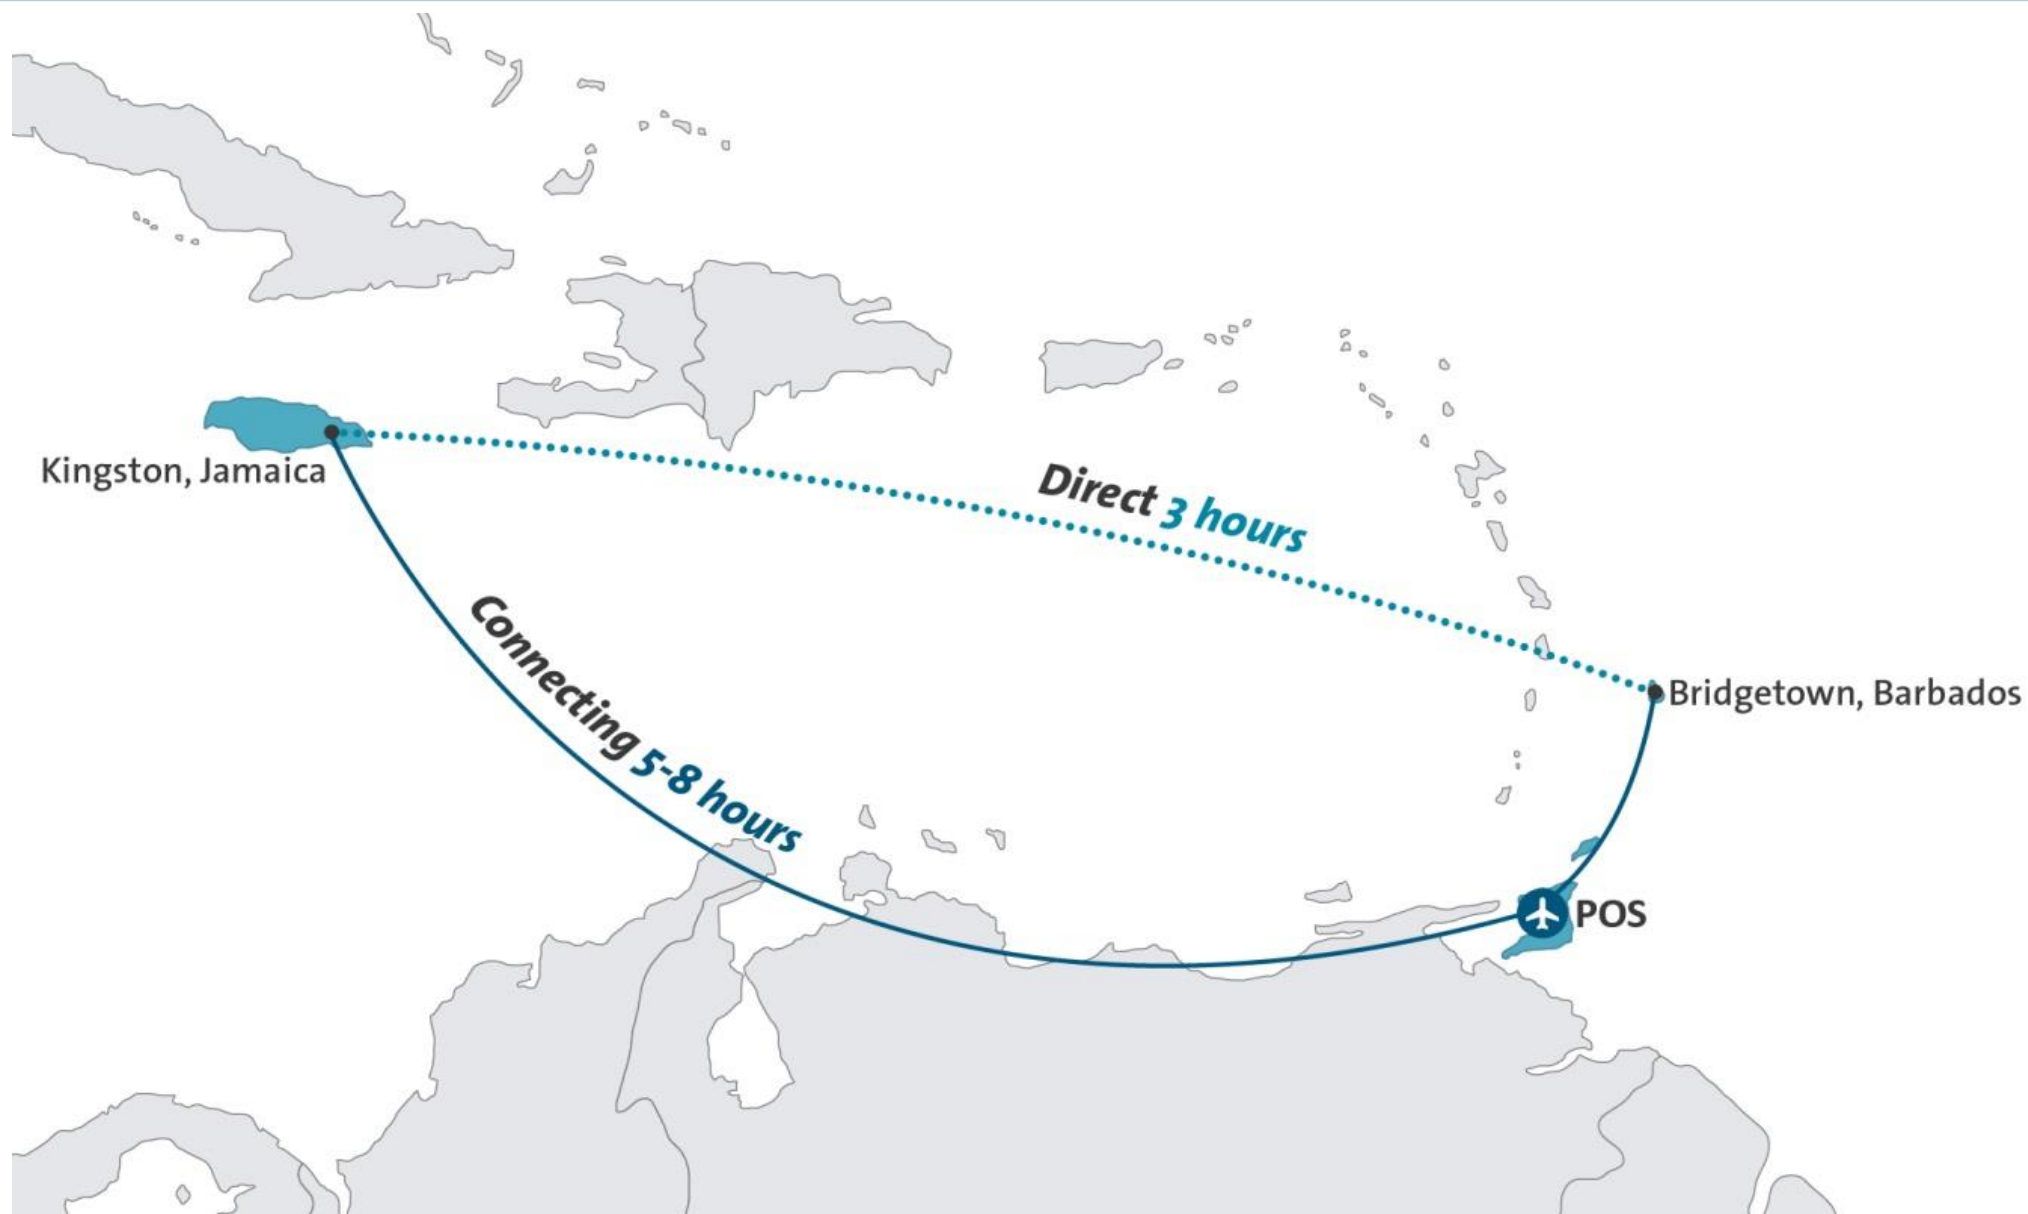 Kingston, Jamaica
Direct 3 hours
Connecting 5-8 hours
Bridgetown, Barbados
POS